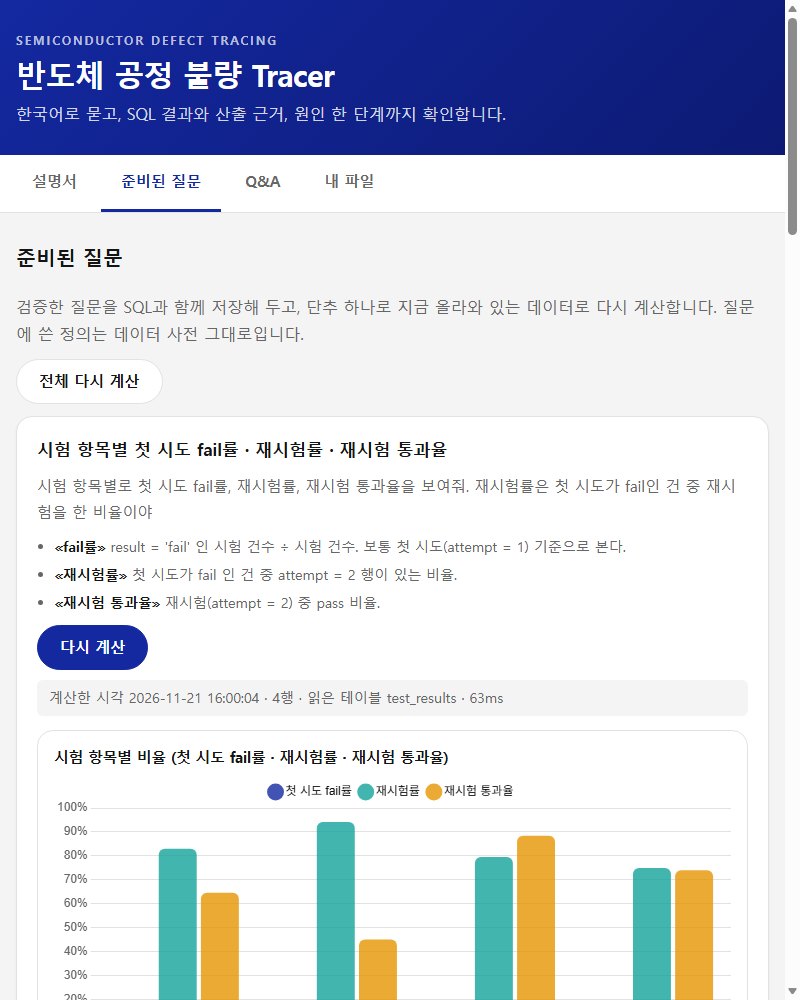 SEMICONDUCTOR DEFECT TRACING
반도체 공정 불량 Tracer
한국어로 묻고, SQL 결과와 산출 근거, 원인 한 단계까지 확인합니다.
설명서
준비된 질문
Q&A
내 파일
준비된 질문
검증한 질문을 SQL과 함께 저장해 두고, 단추 하나로 지금 올라와 있는 데이터로 다시 계산합니다. 질문
에 쓴 정의는 데이터 사전 그대로입니다.
전체 다시 계산
시험 항목별 첫 시도 fail률 · 재시험률 · 재시험 통과율
시험 항목별로 첫 시도 fail률, 재시험률, 재시험 통과율을 보여줘. 재시험률은 첫 시도가 fail인 건 중 재시
험을 한 비율이야
• «fail률» result = 'fail' 인 시험 건수 ÷ 시험 건수. 보통 첫 시도(attempt = 1) 기준으로 본다.
• «재시험률» 첫 시도가 fail 인 건 중 attempt = 2 행이 있는 비율.
• «재시험 통과율» 재시험(attempt = 2) 중 pass 비율.
다시 계산
계산한 시각 2026-11-21 16:00:04 · 4행 · 읽은 테이블 test_results · 63ms
시험 항목별 비율 (첫 시도 fail률 · 재시험률 · 재시험 통과율)
첫 시도 fail률 재시험률 재시험 통과율
100%
90%
80%
70%
60%
50%
40%
30%
20%